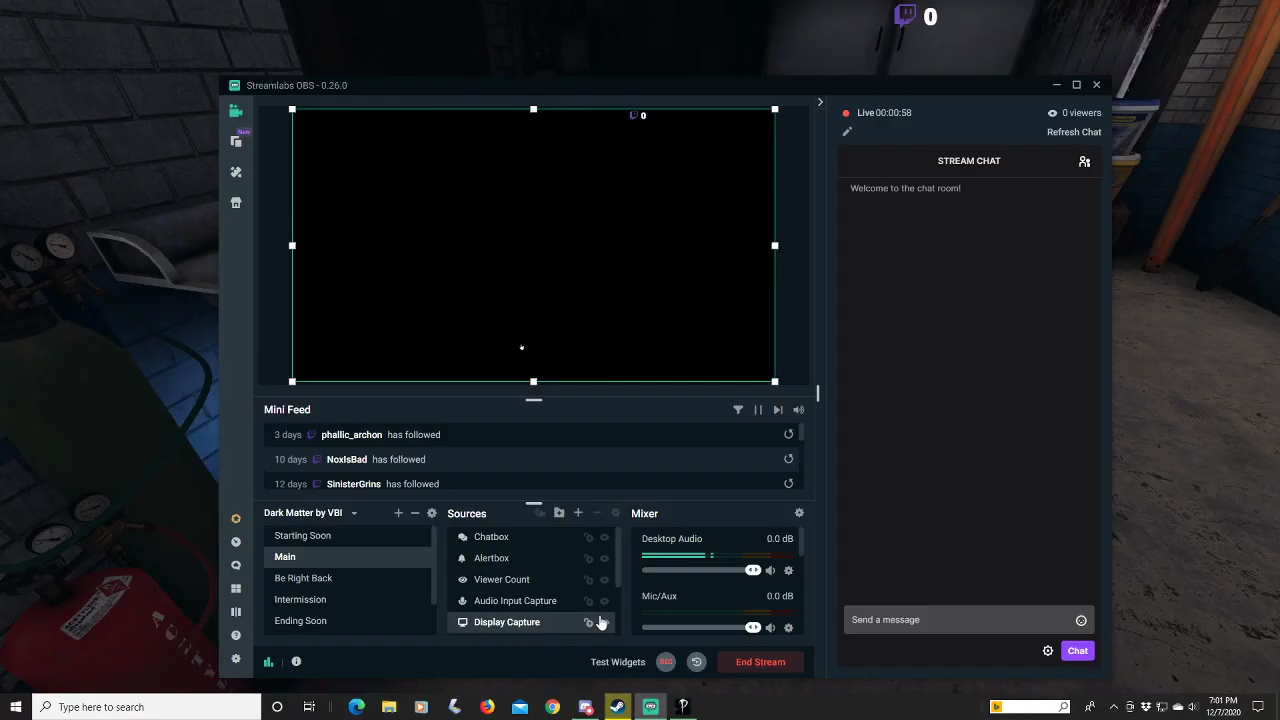 0
Streamlabs OBS - 0.26.0
0
Live 00:00:58
0 viewers
New
Refresh Chat
STREAM CHAT
Welcome to the chat room!
Mini Feed
3 days phallic_archon has followed
10 days NoxIsBad has followed
12 days SinisterGrins has followed
Dark Matter by VBI
Sources
Mixer
Starting Soon
Main
Be Right Back
Intermission
Ending Soon
Chatbox
Alertbox
Viewer Count
Audio Input Capture
Display Capture
Desktop Audio 0.0 dB
Mic/Aux 0.0 dB
Send a message
Chat
Test Widgets
REC
End Stream
Type here to search
7:01 PM
12/7/2020